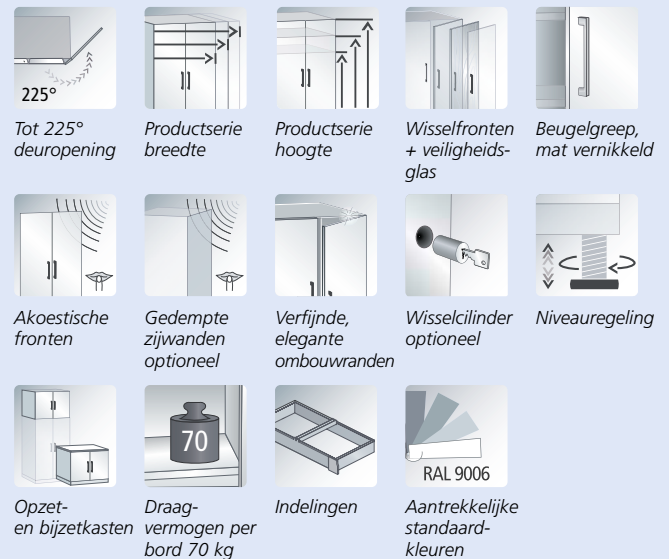 225°
Tot 225°
deuropening
Productserie
breedte
Productserie
hoogte
Wisselfronten
+ veiligheids-
glas
Beugelgreep,
mat vernikkeld
Akoestische
fronten
Gedempte
zijwanden
optioneel
Verfijnde,
elegante
ombouwranden
Wisselcilinder
optioneel
Niveauregeling
Opzet-
en bijzetkasten
70
Draag-
vermogen per
bord 70 kg
Indelingen
RAL 9006
Aantrekkelijke
standaard-
kleuren